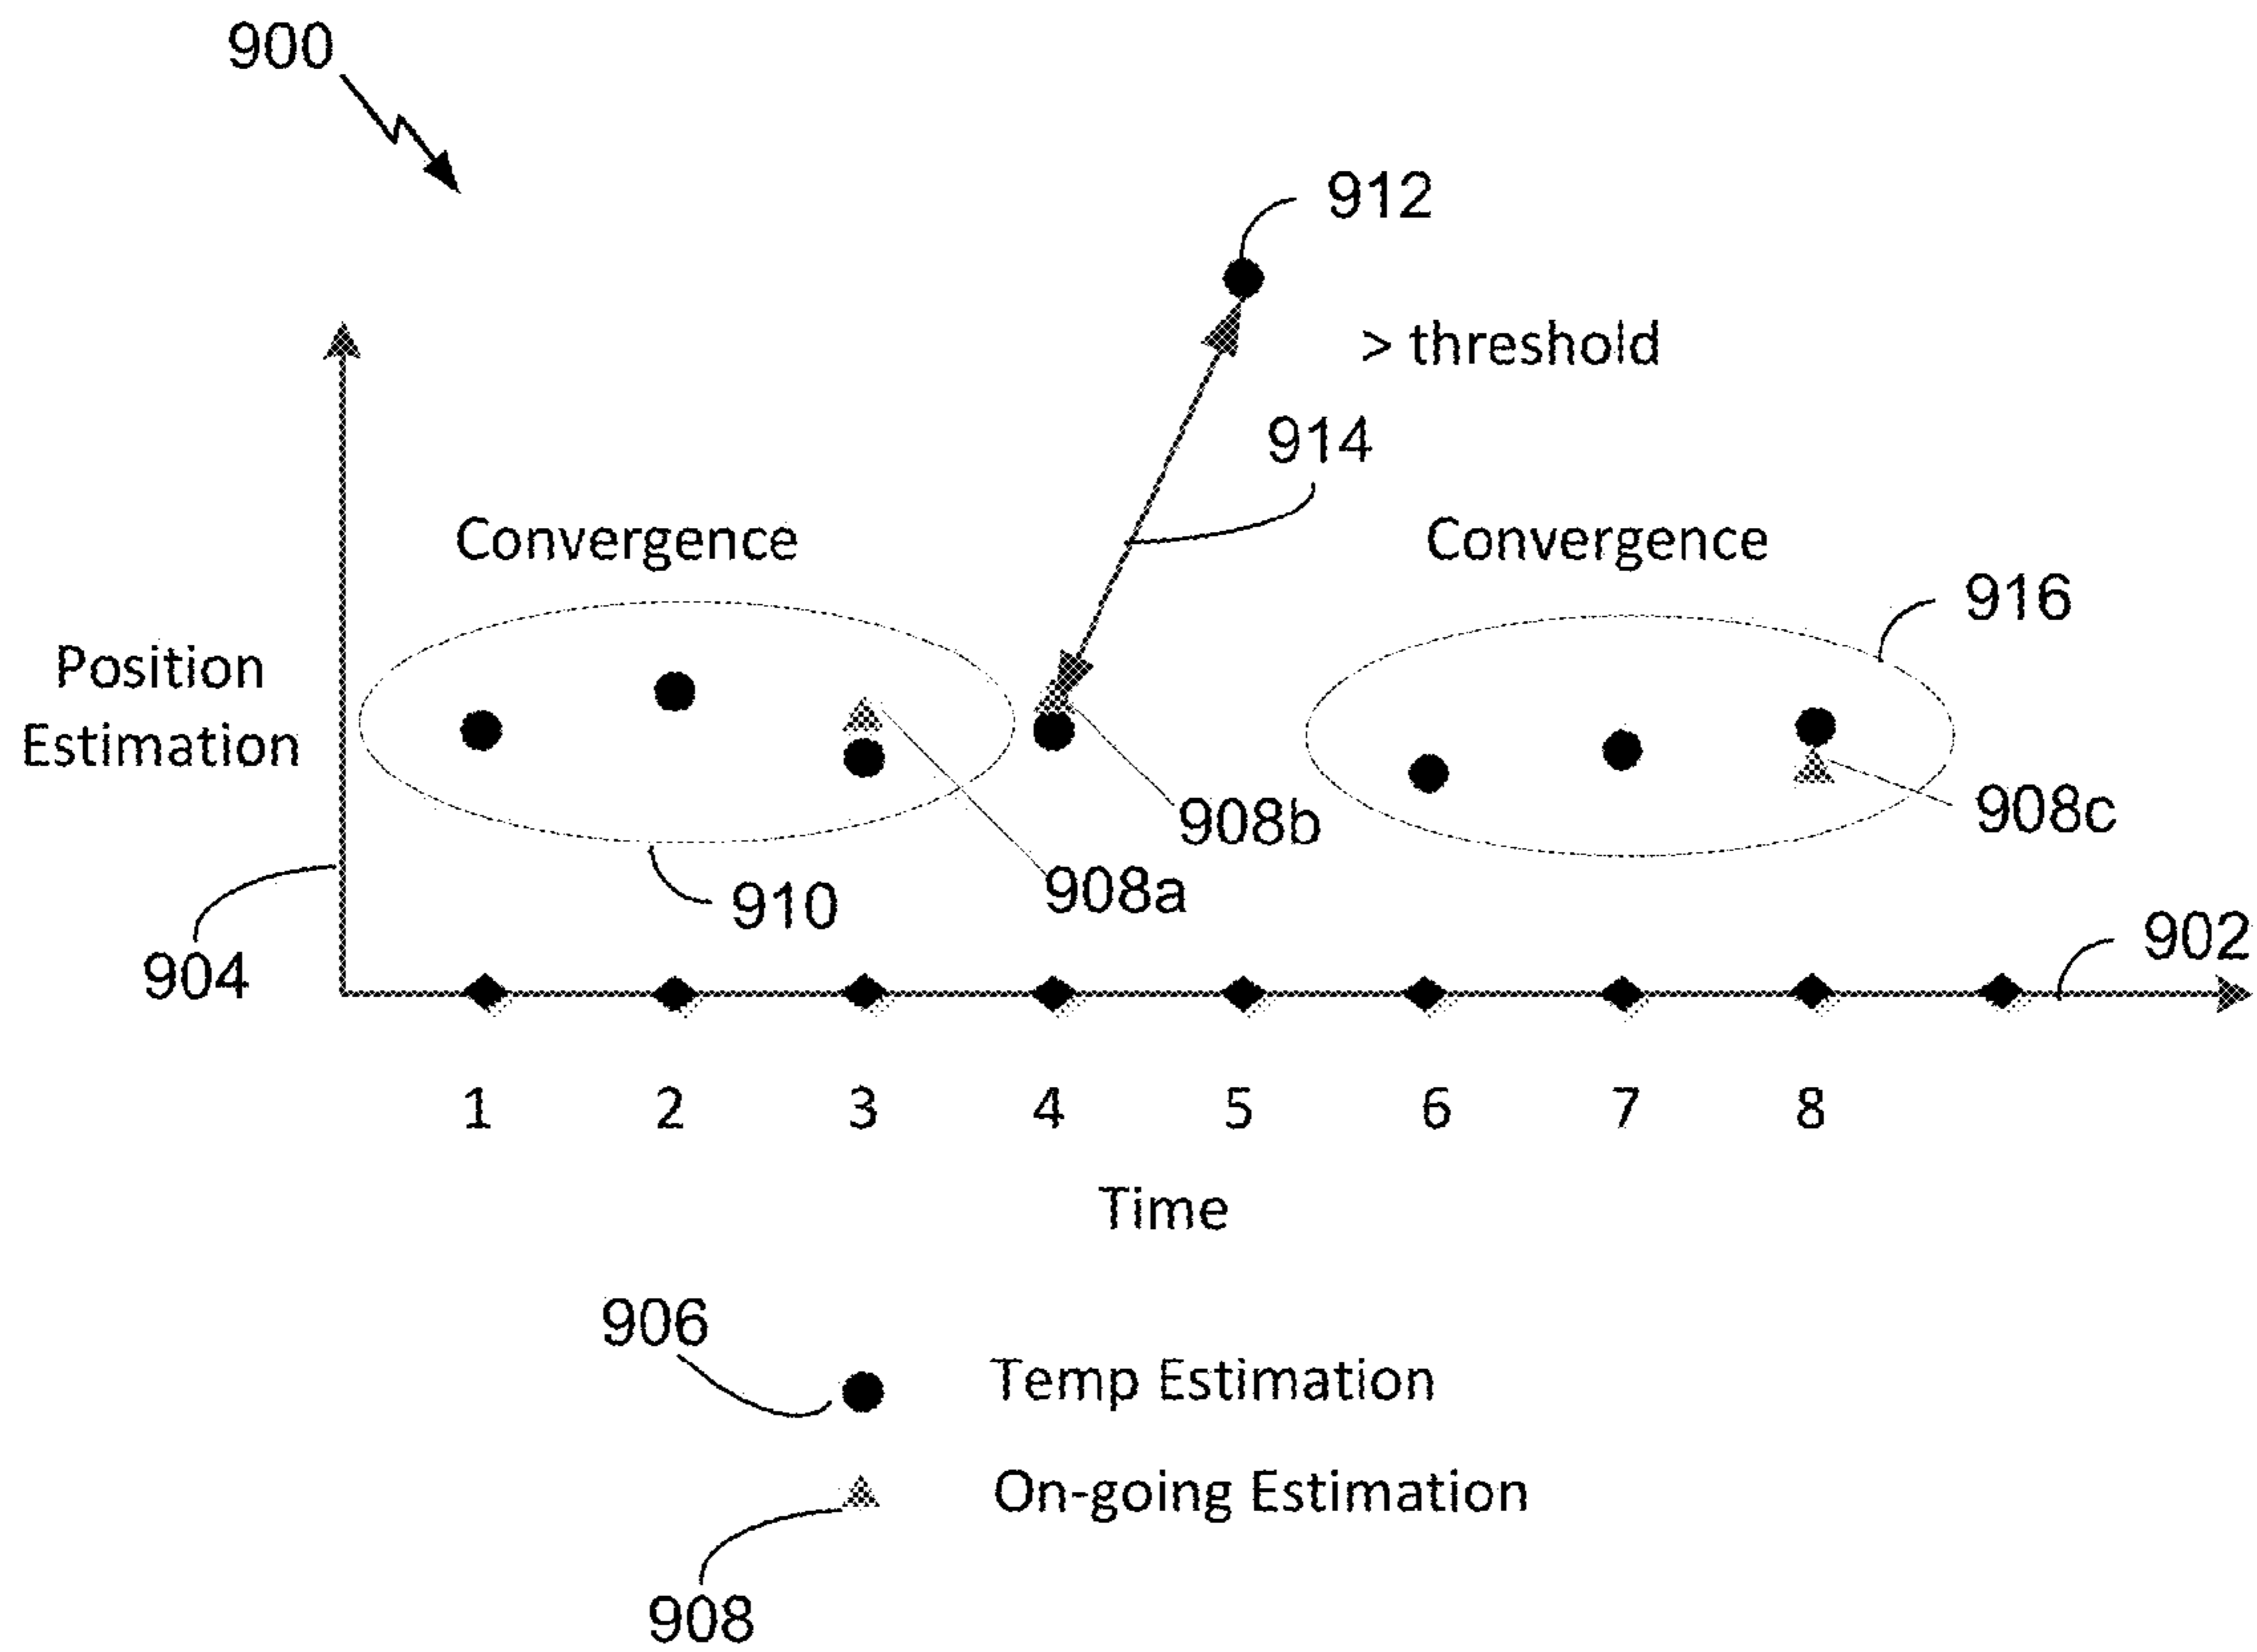 900
912
> threshold
914
Convergence
Convergence
916
Position
Estimation
908b
908c
908a
910
902
904
1 2 3 4 5 6 7 8
Time
906
Temp Estimation
On-going Estimation
908